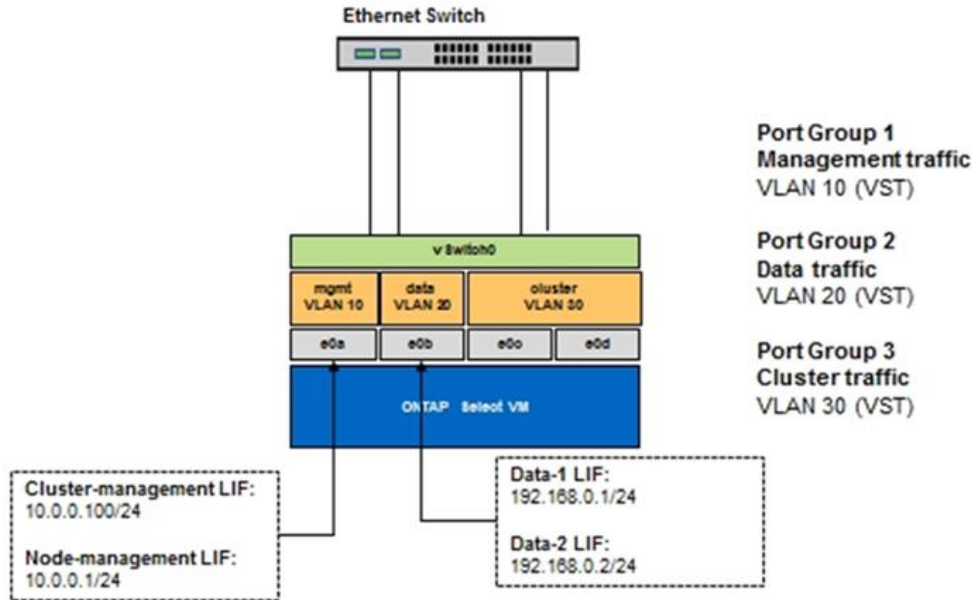 Ethernet Switch
Port Group 1
Management traffic
VLAN 10 (VST)
Port Group 2
Data traffic
VLAN 20 (VST)
Port Group 3
Cluster traffic
VLAN 30 (VST)
vSwitch0
mgmt
VLAN 10
data
VLAN 20
cluster
VLAN 30
e0a
e0b
e0c
e0d
ONTAP Select VM
Cluster-management LIF:
10.0.0.100/24
Node-management LIF:
10.0.0.1/24
Data-1 LIF:
192.168.0.1/24
Data-2 LIF:
192.168.0.2/24